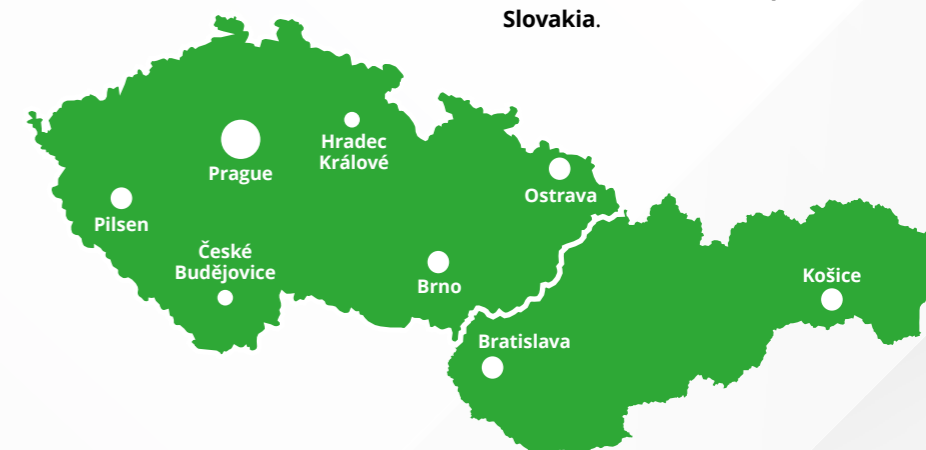 Slovakia.
Hradec
Králové
Prague
Ostrava
Pilsen
České
Budějovice
Košice
Brno
Bratislava